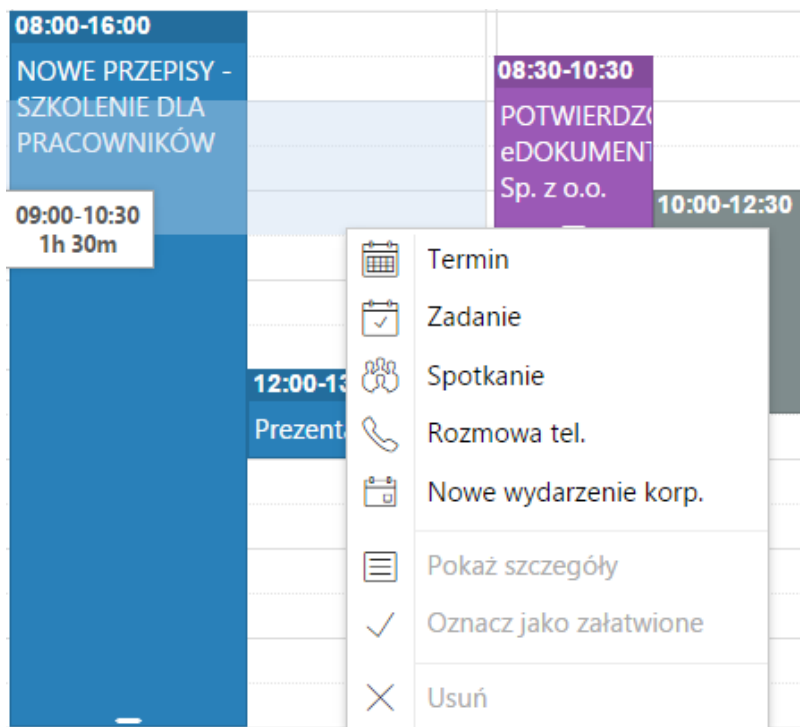 08:00-16:00
NOWE PRZEPISY -
SZKOLENIE DLA
PRACOWNIKÓW
09:00-10:30
1h 30m
12:00-13
08:30-10:30
eDOKUMENT
Sp. z o.o.
10:00-12:30
Termin
Zadanie
Spotkanie
Rozmowa tel.
Nowe wydarzenie korp.
Pokaż szczegóły
Oznacz jako załatwione
Usuń